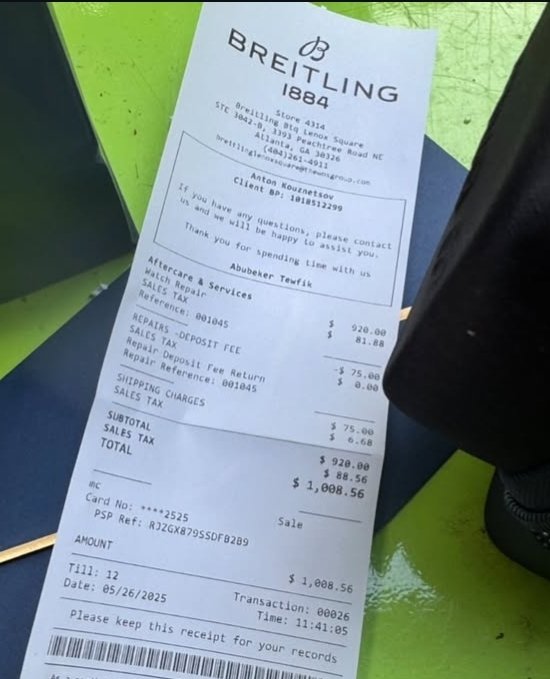 B
BREITLING
1884
Store 4314
Breitling Btq Lenox Square
STE 3042-B, 3393 Peachtree Road NE
Atlanta, GA 30326
(404)261-4911
breitlinglenoxsquare@thewosgroup.com
Anton Kouznetsov
Client BP: 1018512299
If you have any questions, please contact
us and we will be happy to assist you.
Thank you for spending time with us
Abubeker Tewfik
Aftercare & Services
Watch Repair $ 920.00
SALES TAX $ 81.88
Reference: 001045
REPAIRS -DEPOSIT FEE -$ 75.00
SALES TAX $ 0.00
Repair Deposit Fee Return
Repair Reference: 001045
SHIPPING CHARGES $ 75.00
SALES TAX $ 6.68
SUBTOTAL $ 920.00
SALES TAX $ 88.56
TOTAL $ 1,008.56
mc
Card No: ****2525 Sale
PSP Ref: RJZGX879SSDFB2B9
AMOUNT $ 1,008.56
Till: 12 Transaction: 00026
Date: 05/26/2025 Time: 11:41:05
Please keep this receipt for your records